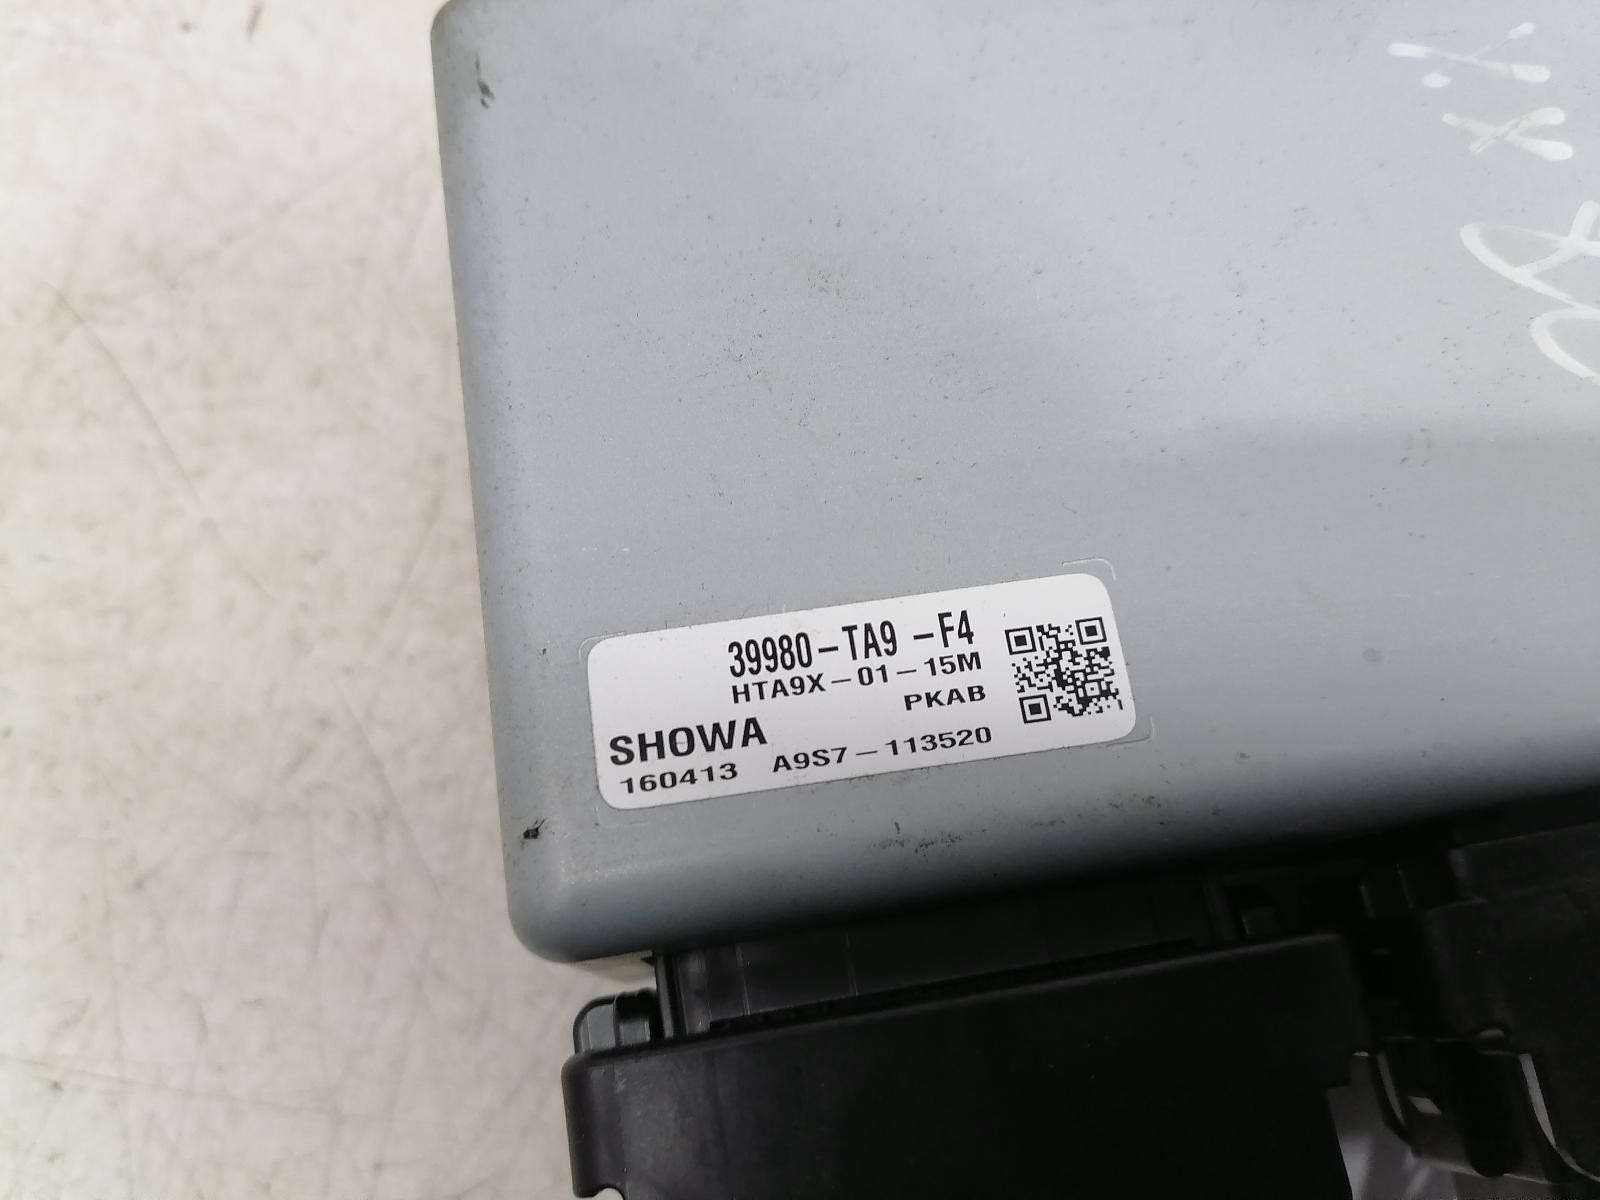 39980-TA9 -F4
HTA9X-01-15M
PKAB
SHOWA
160413 A9S7-113520